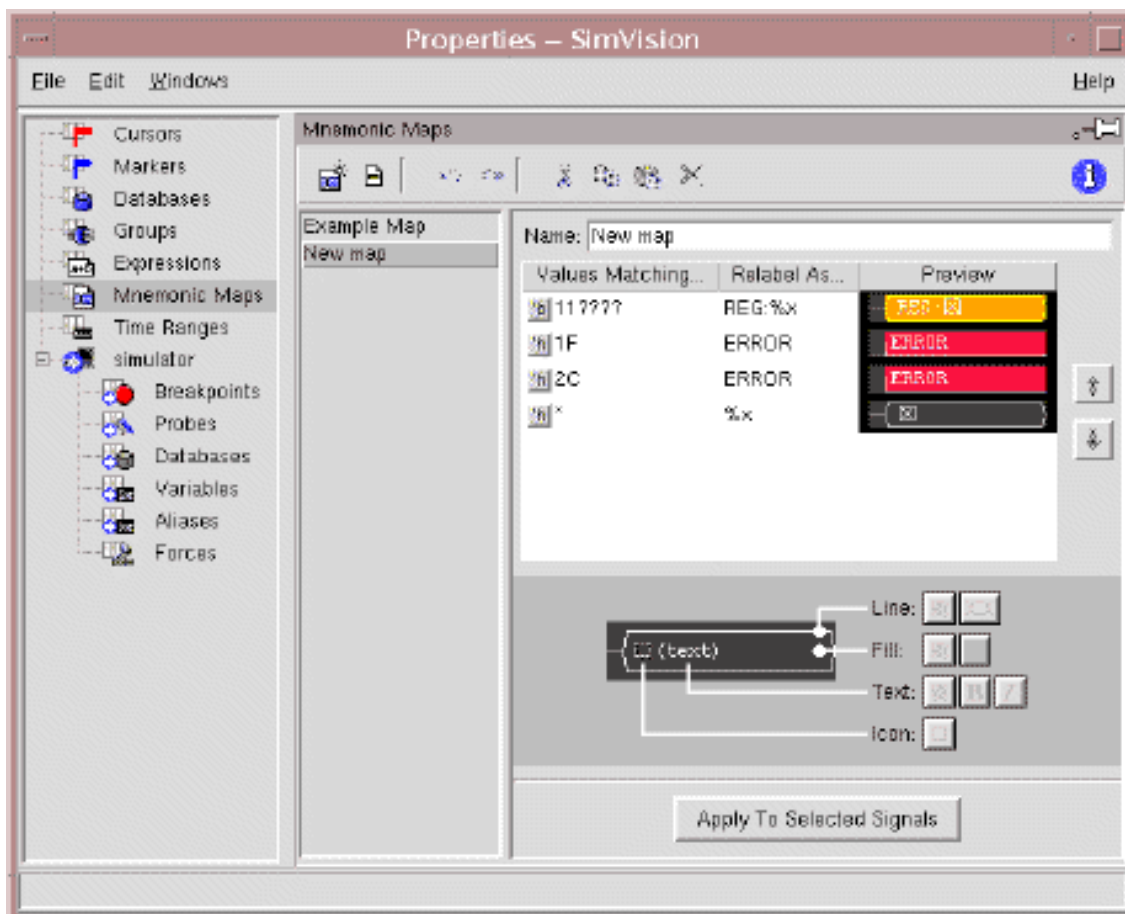 Properties – SimVision
File Edit Windows Help
Cursors
Markers
Databases
Groups
Expressions
Mnemonic Maps
Time Ranges
simulator
Breakpoints
Probes
Databases
Variables
Aliases
Forces
Mnemonic Maps
Example Map
New map
Name: New map
Values Matching... Relabel As... Preview
'b 11???? REG:%x REG:
'h 1F ERROR ERROR
'h 2C ERROR ERROR
'h * %x
(text)
Line:
Fill:
Text:
Icon:
Apply To Selected Signals